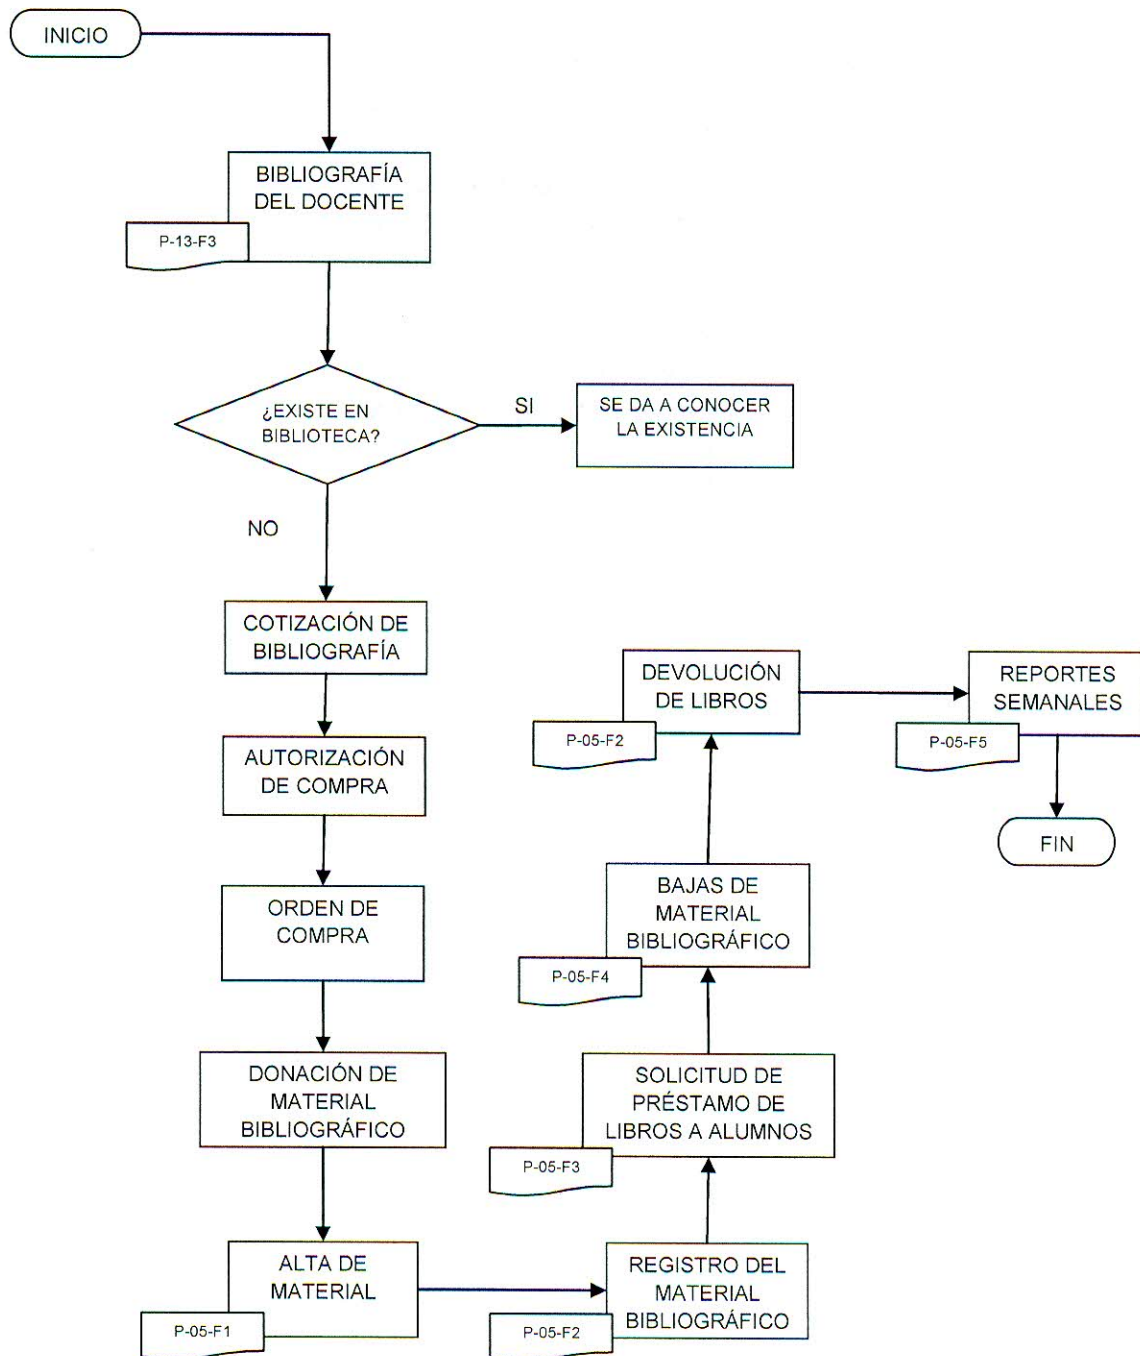 INICIO
BIBLIOGRAFÍA
DEL DOCENTE
P-13-F3
¿EXISTE EN
BIBLIOTECA?
SI
SE DA A CONOCER
LA EXISTENCIA
NO
COTIZACIÓN DE
BIBLIOGRAFÍA
AUTORIZACIÓN
DE COMPRA
ORDEN DE
COMPRA
DONACIÓN DE
MATERIAL
BIBLIOGRÁFICO
ALTA DE
MATERIAL
P-05-F1
REGISTRO DEL
MATERIAL
BIBLIOGRÁFICO
P-05-F2
SOLICITUD DE
PRÉSTAMO DE
LIBROS A ALUMNOS
P-05-F3
BAJAS DE
MATERIAL
BIBLIOGRÁFICO
P-05-F4
DEVOLUCIÓN
DE LIBROS
P-05-F2
REPORTES
SEMANALES
P-05-F5
FIN